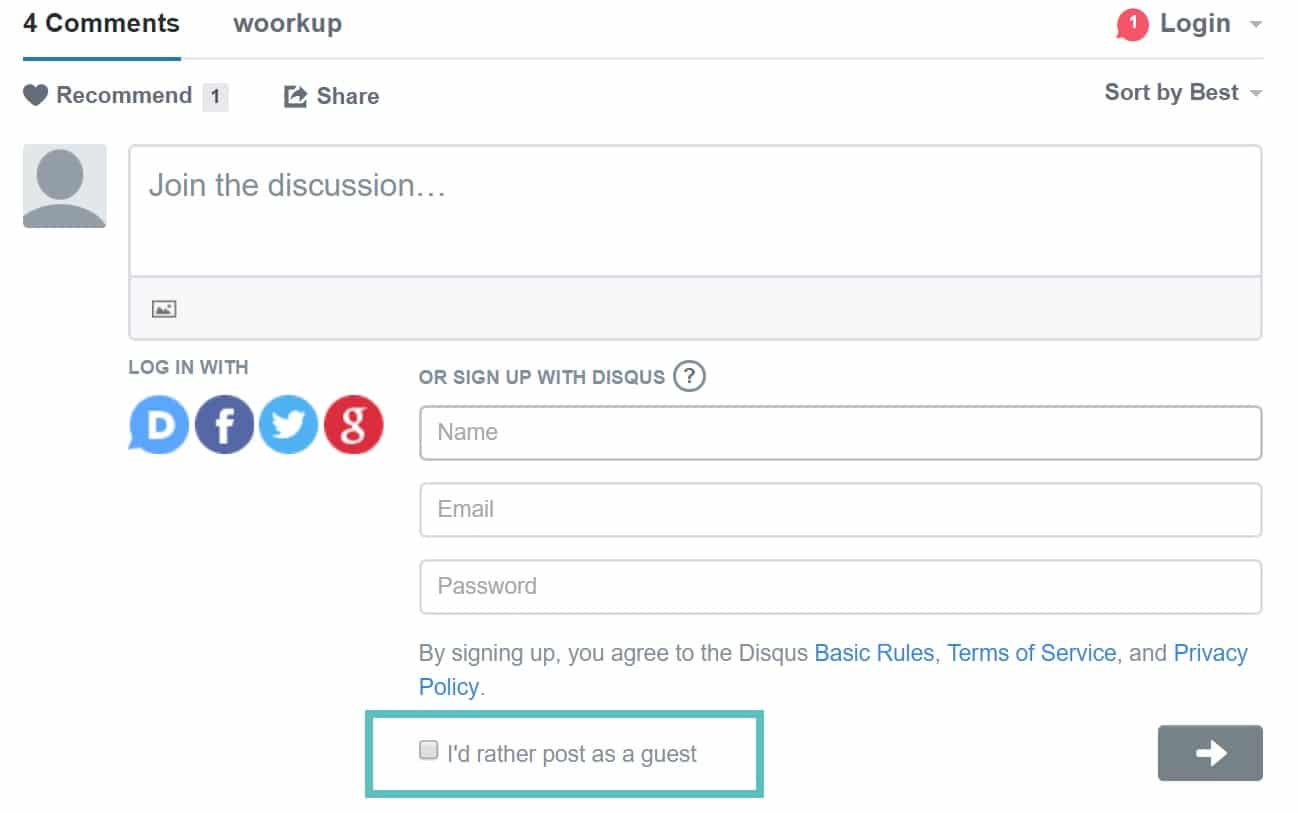 4 Comments woorkup 1 Login
Recommend 1 Share Sort by Best
Join the discussion…
LOG IN WITH
OR SIGN UP WITH DISQUS ?
D f g
Name
Email
Password
By signing up, you agree to the Disqus Basic Rules, Terms of Service, and Privacy
Policy.
I'd rather post as a guest